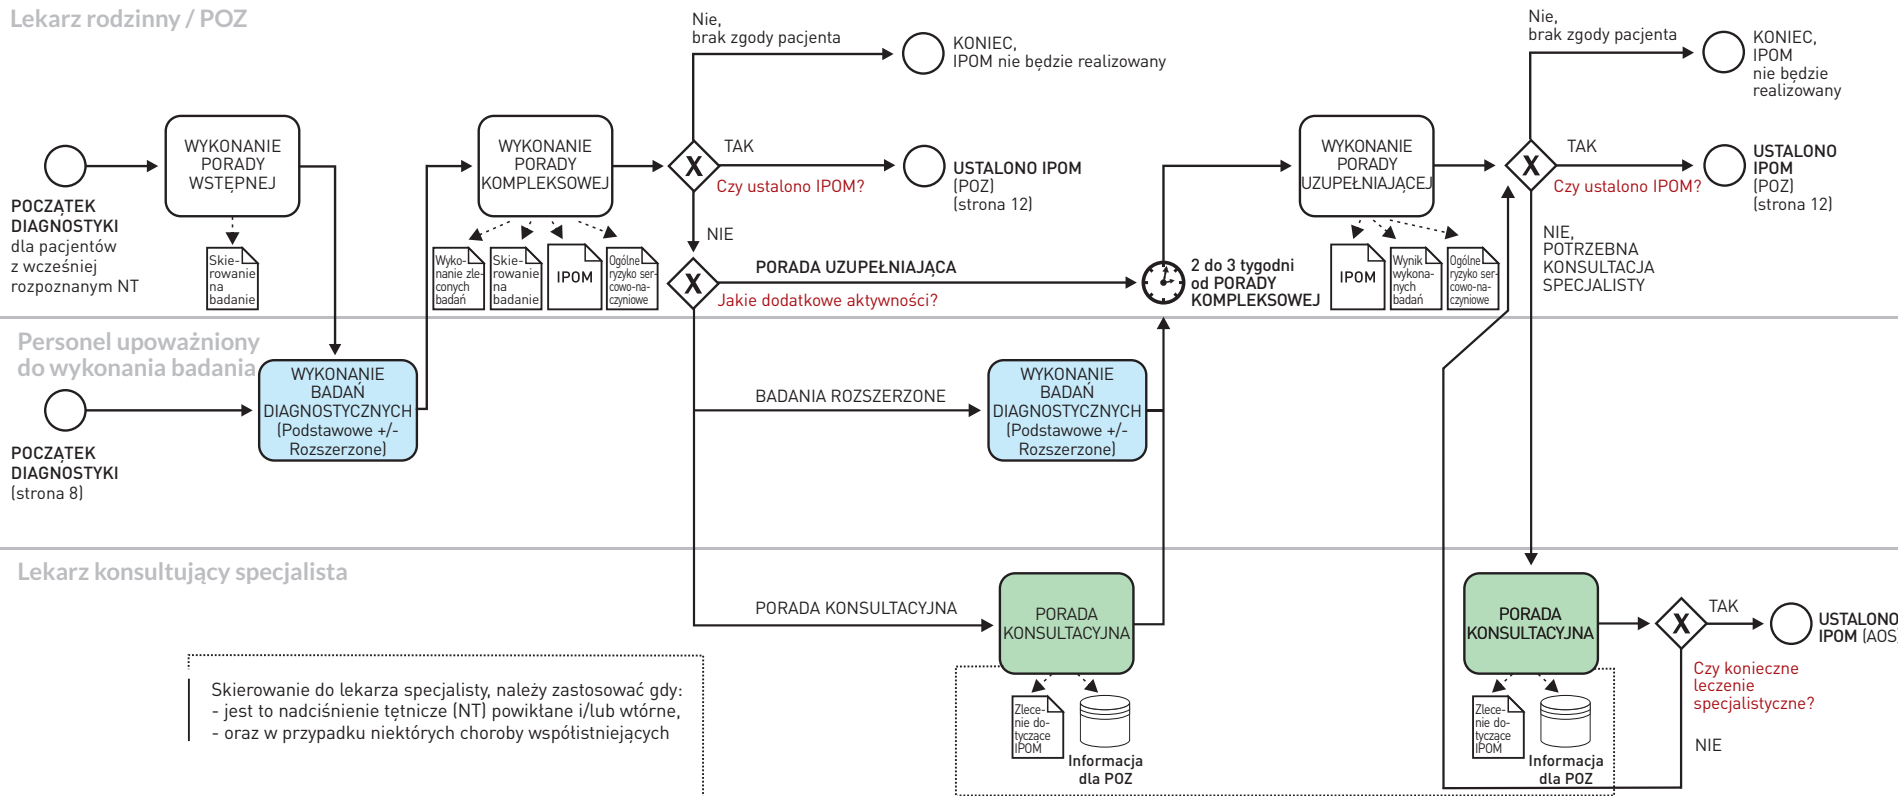 Lekarz rodzinny / POZ
Nie,
brak zgody pacjenta
KONIEC,
IPOM nie będzie realizowany
Nie,
brak zgody pacjenta
KONIEC,
IPOM
nie będzie
realizowany
POCZĄTEK
DIAGNOSTYKI
dla pacjentów
z wcześniej
rozpoznanym NT
WYKONANIE
PORADY
WSTĘPNEJ
Skie-
rowanie
na
badanie
WYKONANIE
PORADY
KOMPLEKSOWEJ
Wyko-
nanie zle-
conych
badań
Skie-
rowanie
na
badanie
IPOM
Ogólne
ryzyko ser-
cowo-na-
czyniowe
X
TAK
Czy ustalono IPOM?
USTALONO IPOM
(POZ)
(strona 12)
NIE
X
PORADA UZUPEŁNIAJĄCA
Jakie dodatkowe aktywności?
2 do 3 tygodni
od PORADY
KOMPLEKSOWEJ
WYKONANIE
PORADY
UZUPEŁNIAJĄCEJ
IPOM
Wynik
wykona-
nych
badań
Ogólne
ryzyko ser-
cowo-na-
czyniowe
X
TAK
Czy ustalono IPOM?
USTALONO
IPOM
(POZ)
(strona 12)
NIE,
POTRZEBNA
KONSULTACJA
SPECJALISTY
Personel upoważniony
do wykonania badania
POCZĄTEK
DIAGNOSTYKI
(strona 8)
WYKONANIE
BADAŃ
DIAGNOSTYCZNYCH
(Podstawowe +/-
Rozszerzone)
BADANIA ROZSZERZONE
WYKONANIE
BADAŃ
DIAGNOSTYCZNYCH
(Podstawowe +/-
Rozszerzone)
Lekarz konsultujący specjalista
PORADA KONSULTACYJNA
PORADA
KONSULTACYJNA
Zlece-
nie do-
tyczące
IPOM
Informacja
dla POZ
PORADA
KONSULTACYJNA
Zlece-
nie do-
tyczące
IPOM
Informacja
dla POZ
X
TAK
USTALONO
IPOM (AOS)
Czy konieczne
leczenie
specjalistyczne?
NIE
Skierowanie do lekarza specjalisty, należy zastosować gdy:
- jest to nadciśnienie tętnicze (NT) powikłane i/lub wtórne,
- oraz w przypadku niektórych choroby współistniejących